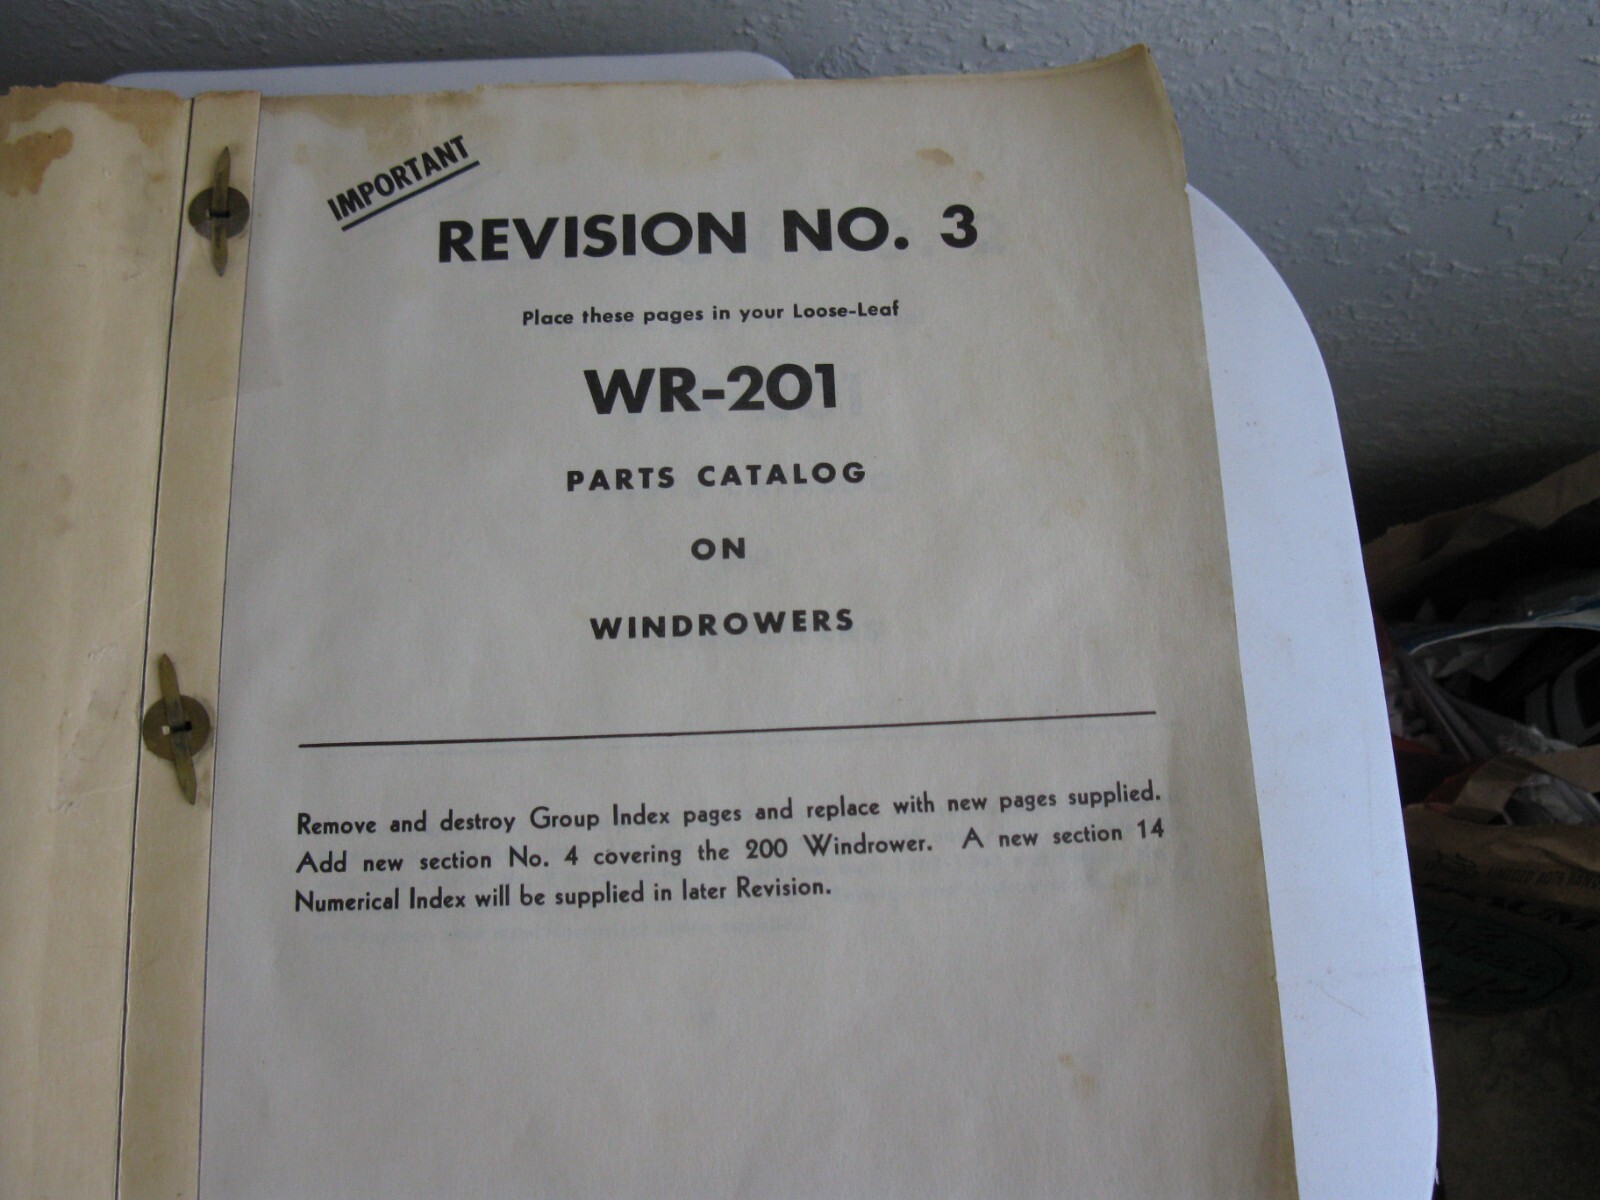 IMPORTANT
REVISION NO. 3
Place these pages in your Loose-Leaf
WR-201
PARTS CATALOG
ON
WINDROWERS
Remove and destroy Group Index pages and replace with new pages supplied.
Add new section No. 4 covering the 200 Windrower. A new section 14
Numerical Index will be supplied in later Revision.